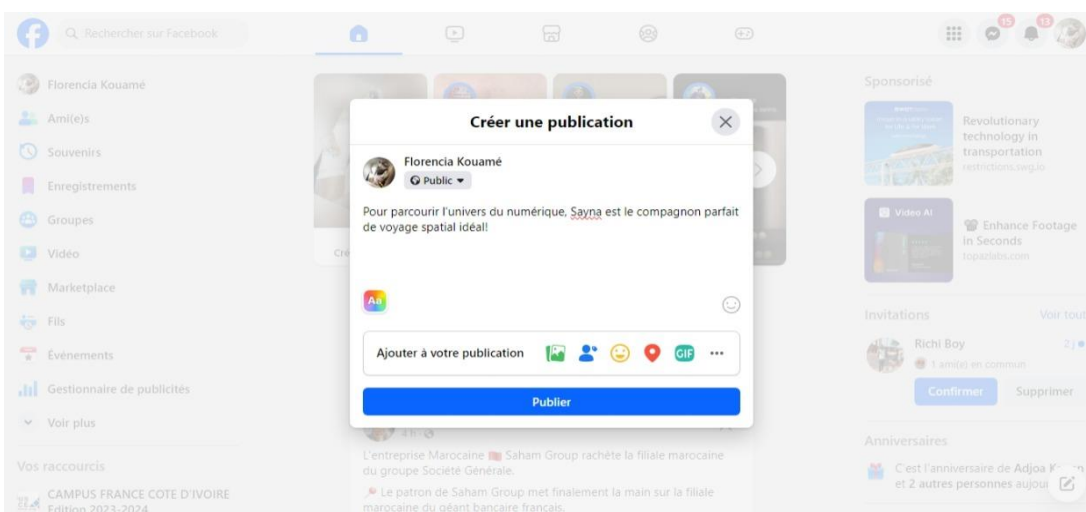 Rechercher sur Facebook
15
13
Florencia Kouamé
Ami(e)s
Souvenirs
Enregistrements
Groupes
Vidéo
Marketplace
Fils
Événements
Gestionnaire de publicités
Voir plus
Vos raccourcis
CAMPUS FRANCE COTE D'IVOIRE
Edition 2023-2024
Créer une publication
Florencia Kouamé
Public
Pour parcourir l'univers du numérique, Sayna est le compagnon parfait
de voyage spatial idéal!
Aa
Ajouter à votre publication
GIF
Publier
4 h
L'entreprise Marocaine 🇲🇦 Saham Group rachète la filiale marocaine
du groupe Société Générale.
Le patron de Saham Group met finalement la main sur la filiale
marocaine du géant bancaire français.
Sponsorisé
Revolutionary
technology in
transportation
Video AI
Enhance Footage
in Seconds
topazlabs.com
Invitations
Voir tout
Richi Boy
2 j
1 ami(e) en commun
Confirmer
Supprimer
Anniversaires
C'est l'anniversaire de Adjoa
et 2 autres personnes